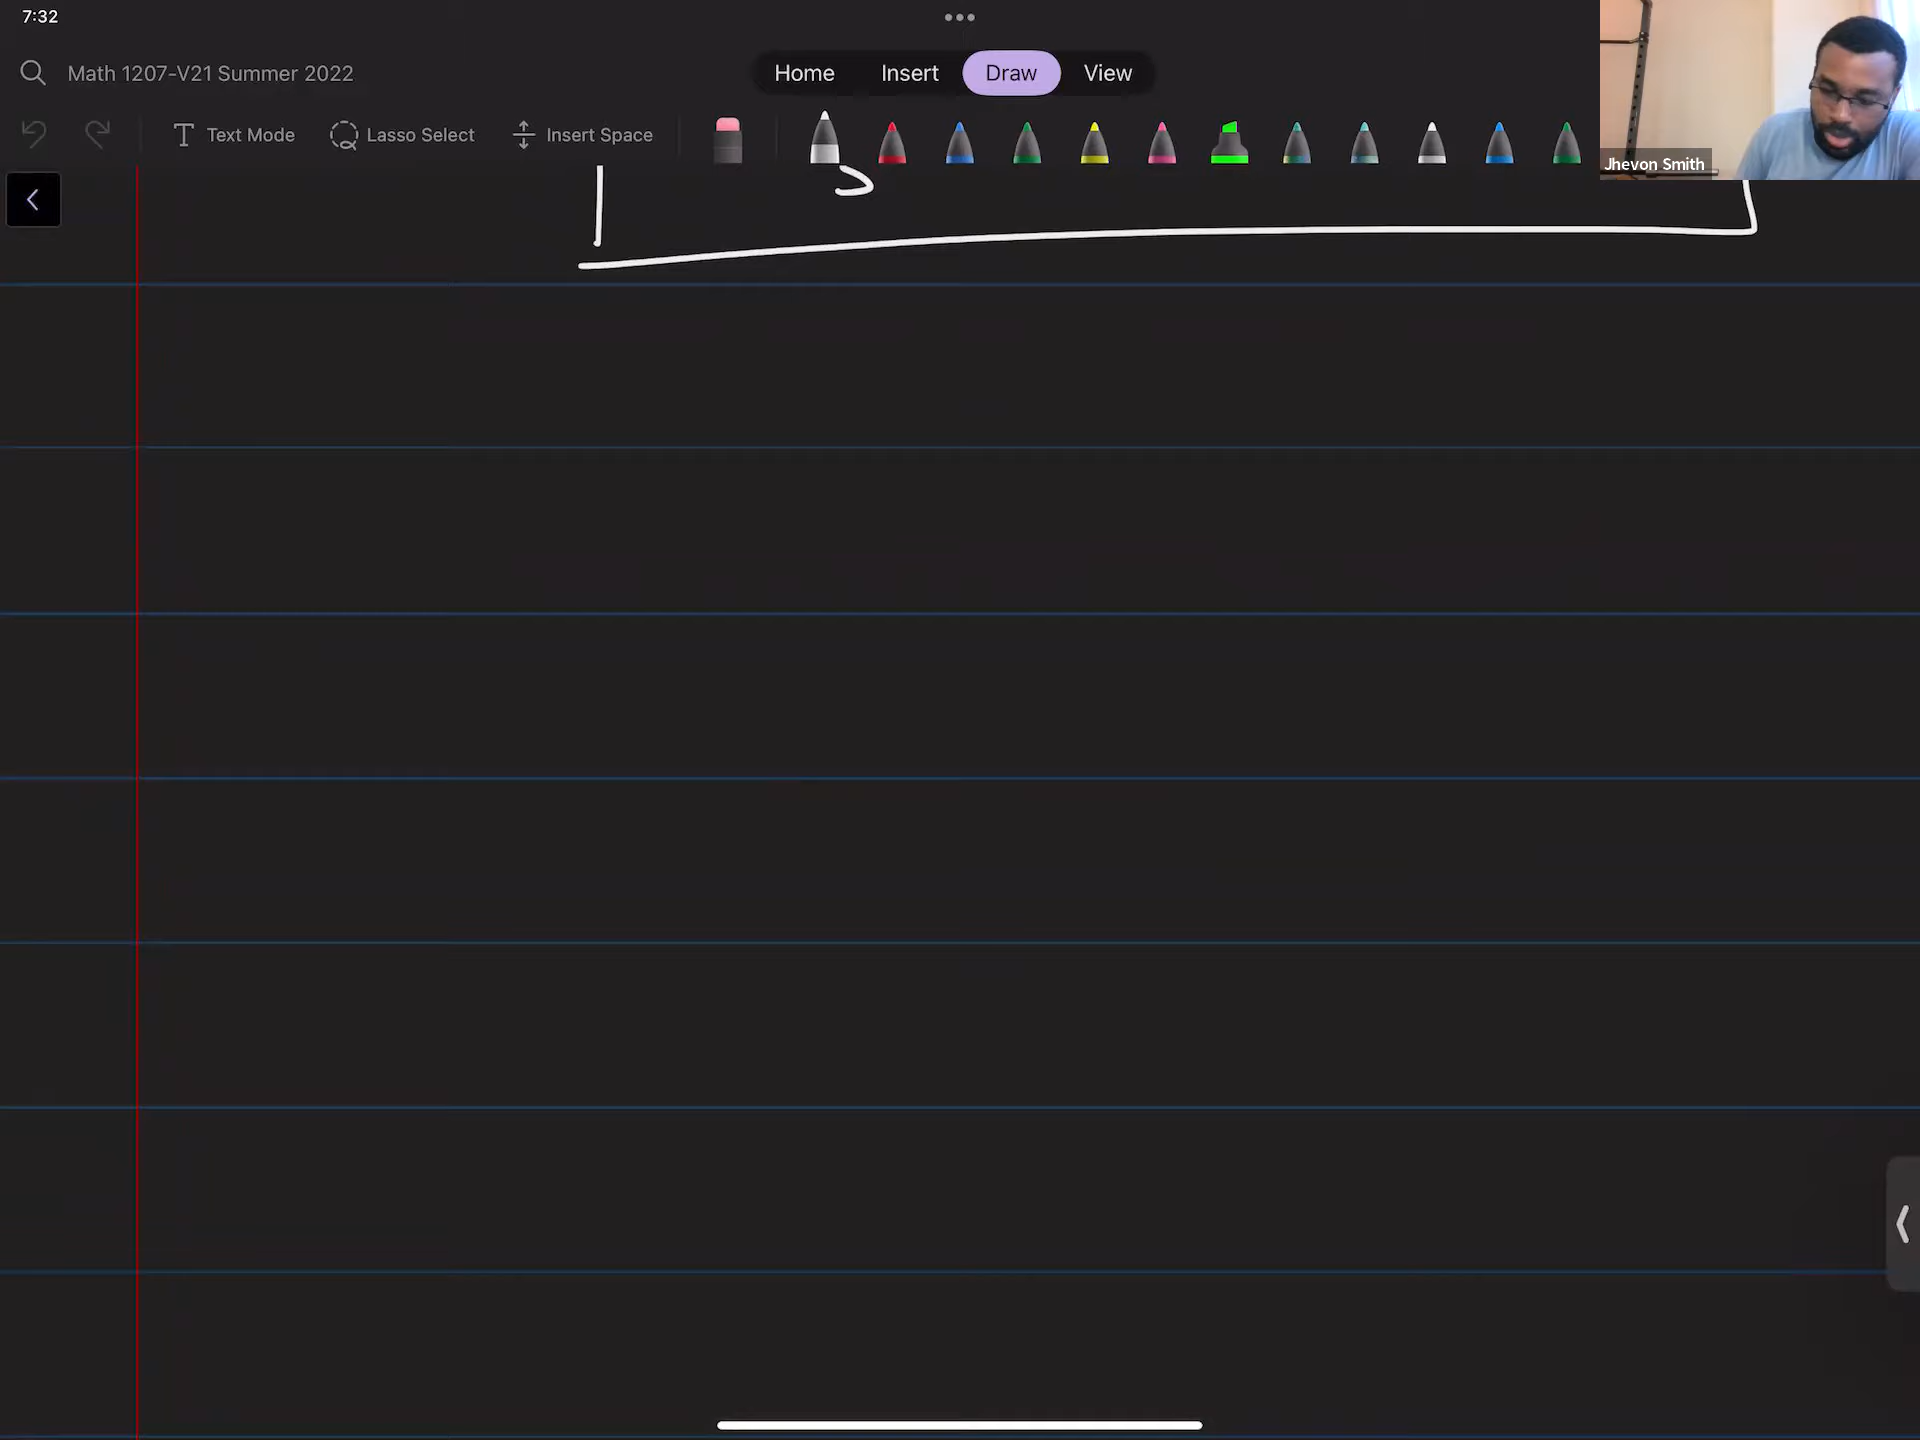 7:32
Math 1207-V21 Summer 2022
Home Insert Draw View
Text Mode Lasso Select Insert Space
Jhevon Smith